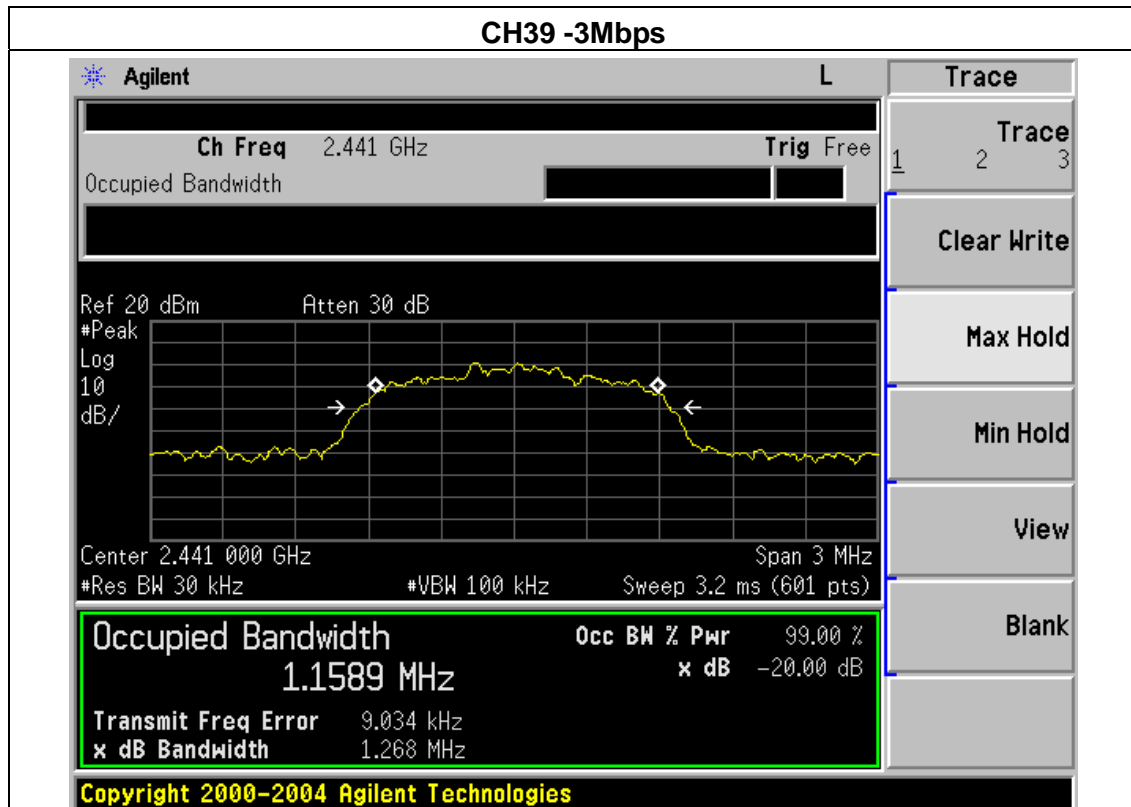 CH39 -3Mbps
Agilent L Trace
Ch Freq 2.441 GHz Trig Free
Occupied Bandwidth
Trace
1 2 3
Clear Write
Max Hold
Min Hold
View
Blank
Ref 20 dBm Atten 30 dB
#Peak
Log
10
dB/
Center 2.441 000 GHz Span 3 MHz
#Res BW 30 kHz #VBW 100 kHz Sweep 3.2 ms (601 pts)
Occupied Bandwidth Occ BW % Pwr 99.00 %
1.1589 MHz x dB -20.00 dB
Transmit Freq Error 9.034 kHz
x dB Bandwidth 1.268 MHz
Copyright 2000-2004 Agilent Technologies